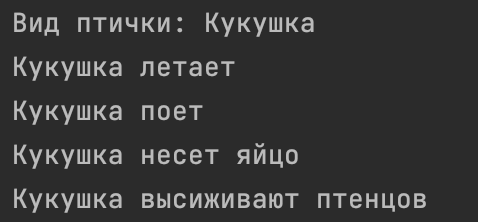 Вид птички: Кукушка
Кукушка летает
Кукушка поет
Кукушка несет яйцо
Кукушка высиживают птенцов